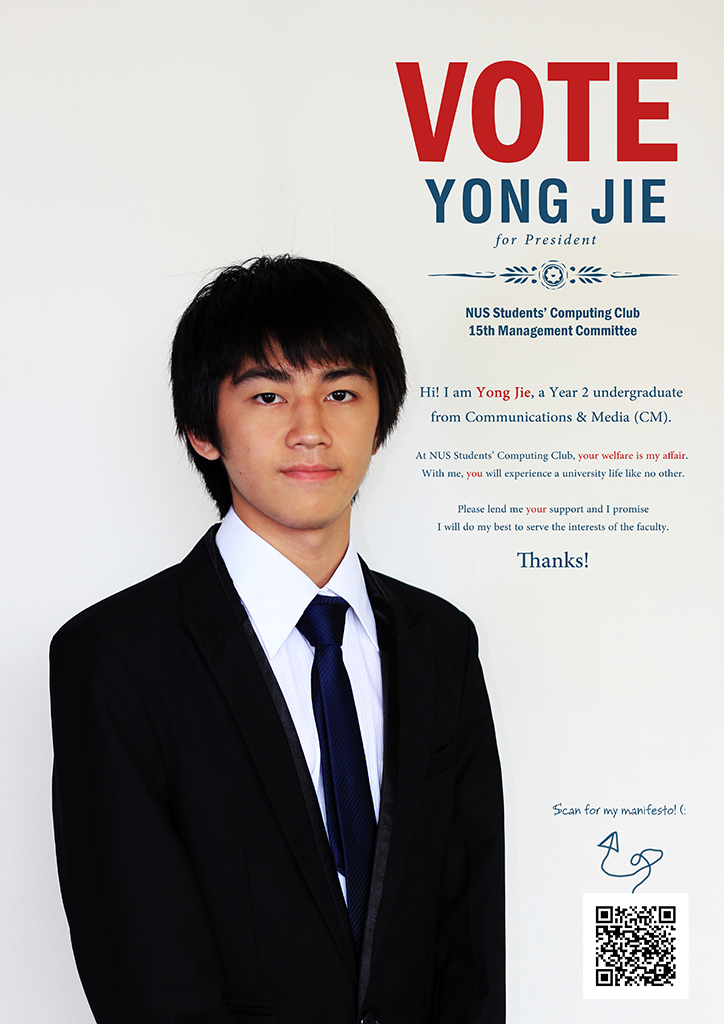 VOTE
YONG JIE
for President
NUS Students' Computing Club
15th Management Committee
Hi! I am Yong Jie, a Year 2 undergraduate
from Communications & Media (CM).
At NUS Students' Computing Club, your welfare is my affair.
With me, you will experience a university life like no other.
Please lend me your support and I promise
I will do my best to serve the interests of the faculty.
Thanks!
Scan for my manifesto! (: